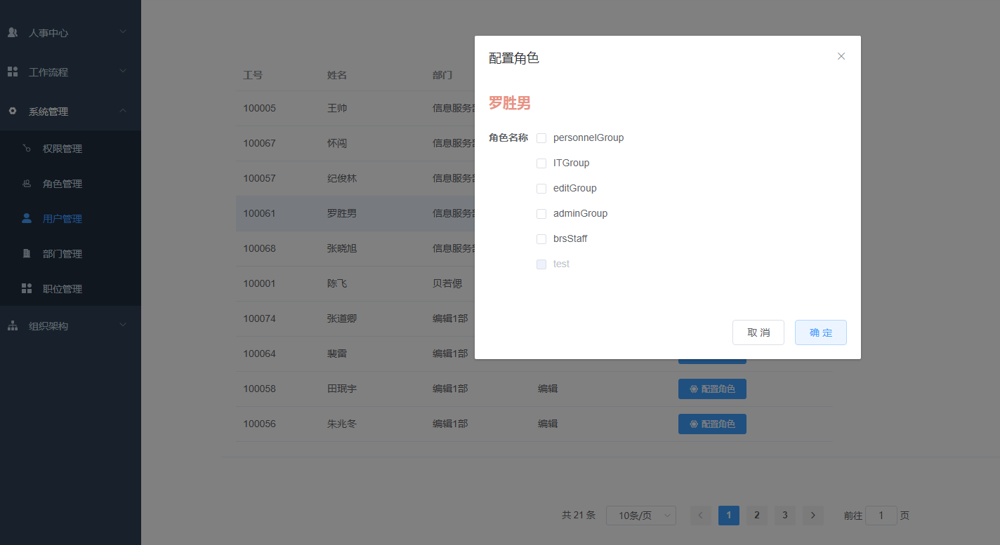 人事中心
工作流程
系统管理
权限管理
角色管理
用户管理
部门管理
职位管理
组织架构
工号 姓名 部门
100005 王帅 信息服务
100067 怀闯 信息服务
100057 纪俊林 信息服务
100061 罗胜男 信息服务
100068 张晓旭 信息服务
100001 陈飞 贝若偲
100074 张道卿 编辑1部
100064 裴雷 编辑1部
100058 田珉宇 编辑1部 编辑 配置角色
100056 朱兆冬 编辑1部 编辑 配置角色
配置角色
罗胜男
角色名称 personnelGroup
ITGroup
editGroup
adminGroup
brsStaff
test
取 消 确 定
共 21 条 10条/页 1 2 3 前往 1 页